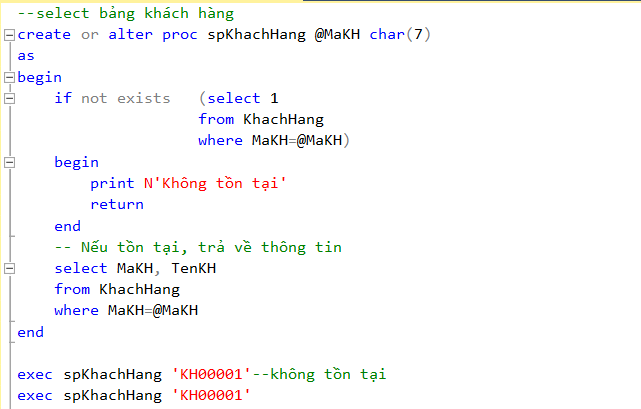 --select bảng khách hàng
create or alter proc spKhachHang @MaKH char(7)
as
begin
if not exists (select 1
from KhachHang
where MaKH=@MaKH)
begin
print N'Không tồn tại'
return
end
-- Nếu tồn tại, trả về thông tin
select MaKH, TenKH
from KhachHang
where MaKH=@MaKH
end
exec spKhachHang 'KH00001'--không tồn tại
exec spKhachHang 'KH00001'